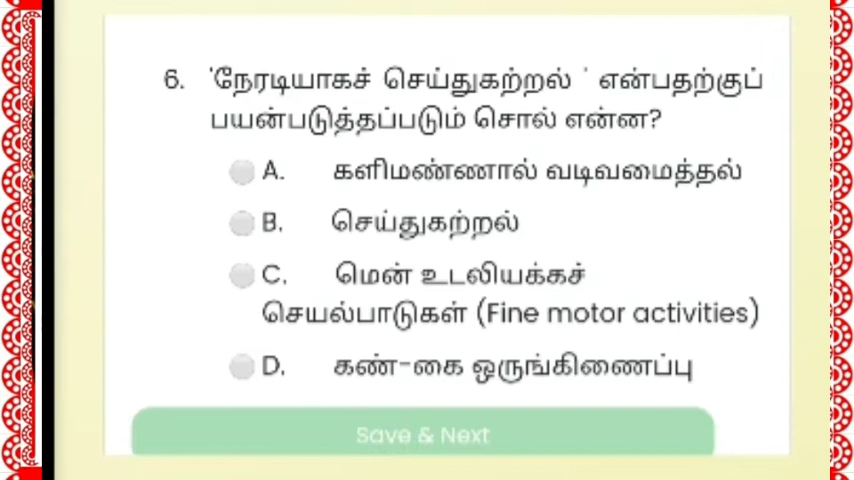 6. 'நேரடியாகச் செய்துகற்றல் ' என்பதற்குப்
பயன்படுத்தப்படும் சொல் என்ன?
A. களிமண்ணால் வடிவமைத்தல்
B. செய்துகற்றல்
C. மென் உடலியக்கச்
செயல்பாடுகள் (Fine motor activities)
D. கண்-கை ஒருங்கிணைப்பு
Save & Next